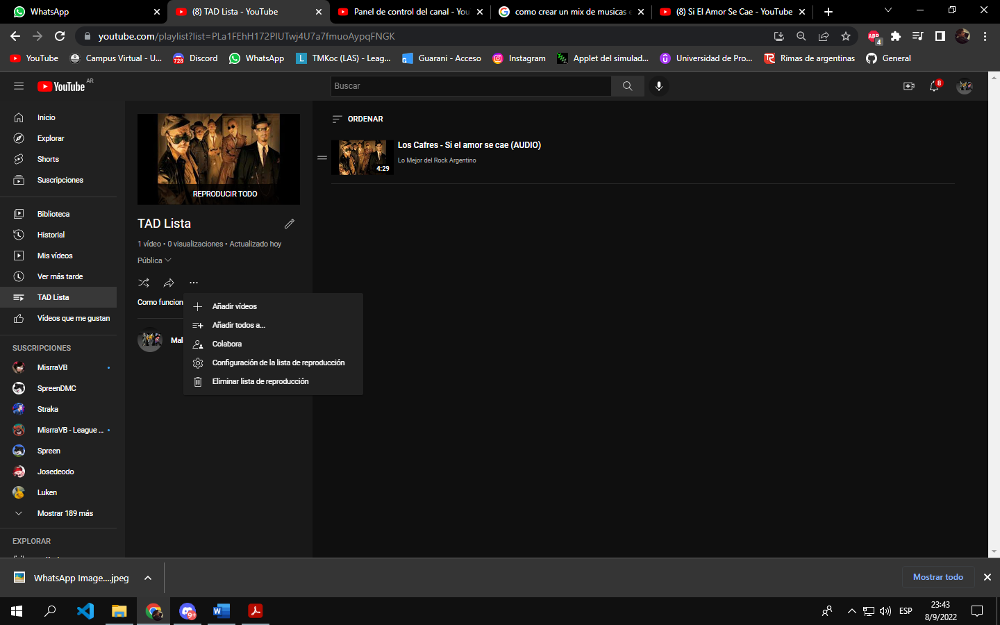 WhatsApp
(8) TAD Lista - YouTube
Panel de control del canal - You
como crear un mix de musicas e
(8) Si El Amor Se Cae - YouTube
youtube.com/playlist?list=PLa1FEhH172PIUTwj4U7a7fmuoAypqFNGK
ABP
4
YouTube
Campus Virtual - U...
728
Discord
WhatsApp
L
TMKoc (LAS) - Leag...
Guarani - Acceso
Instagram
Applet del simulad...
Universidad de Pro...
Rimas de argentinas
General
YouTube AR
Buscar
8
Inicio
Explorar
Shorts
Suscripciones
Biblioteca
Historial
Mis vídeos
Ver más tarde
TAD Lista
Vídeos que me gustan
SUSCRIPCIONES
MisrraVB
SpreenDMC
Straka
MisrraVB - League ...
Spreen
Josedeodo
Luken
Mostrar 189 más
EXPLORAR
REPRODUCIR TODO
TAD Lista
1 vídeo • 0 visualizaciones • Actualizado hoy
Pública
Como funcion
Mal
Añadir vídeos
Añadir todos a...
Colabora
Configuración de la lista de reproducción
Eliminar lista de reproducción
ORDENAR
4:29
Los Cafres - Si el amor se cae (AUDIO)
Lo Mejor del Rock Argentino
WhatsApp Image....jpeg
Mostrar todo
9+
W
ESP
23:43
8/9/2022